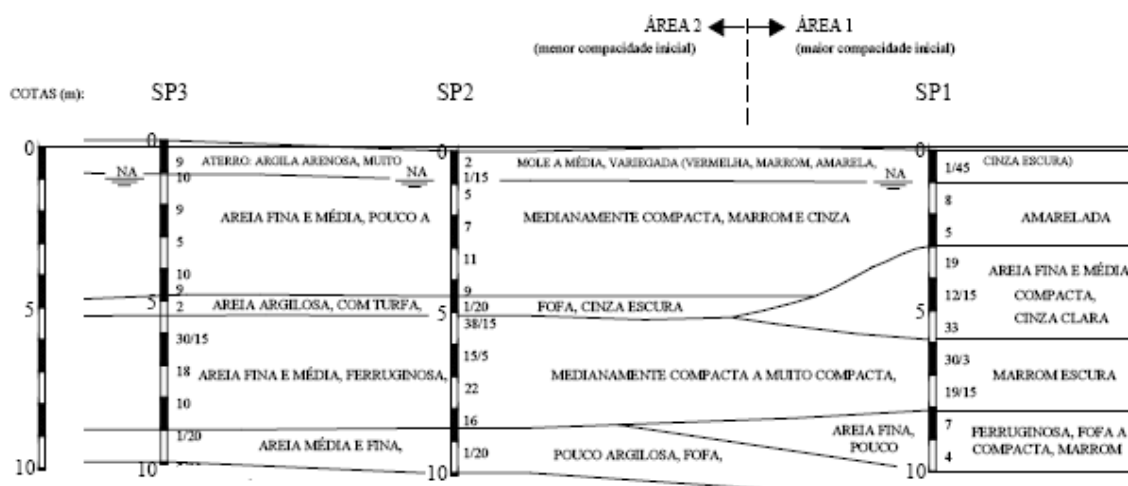 ÁREA 2 ÁREA 1
(menor compacidade inicial) (maior compacidade inicial)
COTAS (m): SP3 SP2 SP1
0 0 0 0
9 ATERRO: ARGILA ARENOSA, MUITO 2 MOLE A MÉDIA, VARIEGADA (VERMELHA, MARROM, AMARELA, 1/45 CINZA ESCURA)
NA 10 NA 1/15 NA
9 AREIA FINA E MÉDIA, POUCO A 5 MEDIANAMENTE COMPACTA, MARROM E CINZA 8 AMARELADA
5 7 5
10 11 19 AREIA FINA E MÉDIA
9 9 12/15 COMPACTA,
5 5 2 AREIA ARGILOSA, COM TURFA, 5 1/20 FOFA, CINZA ESCURA 5 CINZA CLARA
38/15 33
30/15 15/5 30/3
18 AREIA FINA E MÉDIA, FERRUGINOSA, 22 MEDIANAMENTE COMPACTA A MUITO COMPACTA, 19/15 MARROM ESCURA
10 16 7 AREIA FINA, FERRUGINOSA, FOFA A
1/20 AREIA MÉDIA E FINA, 1/20 POUCO ARGILOSA, FOFA, POUCO 4 COMPACTA, MARROM
10 10 10 10